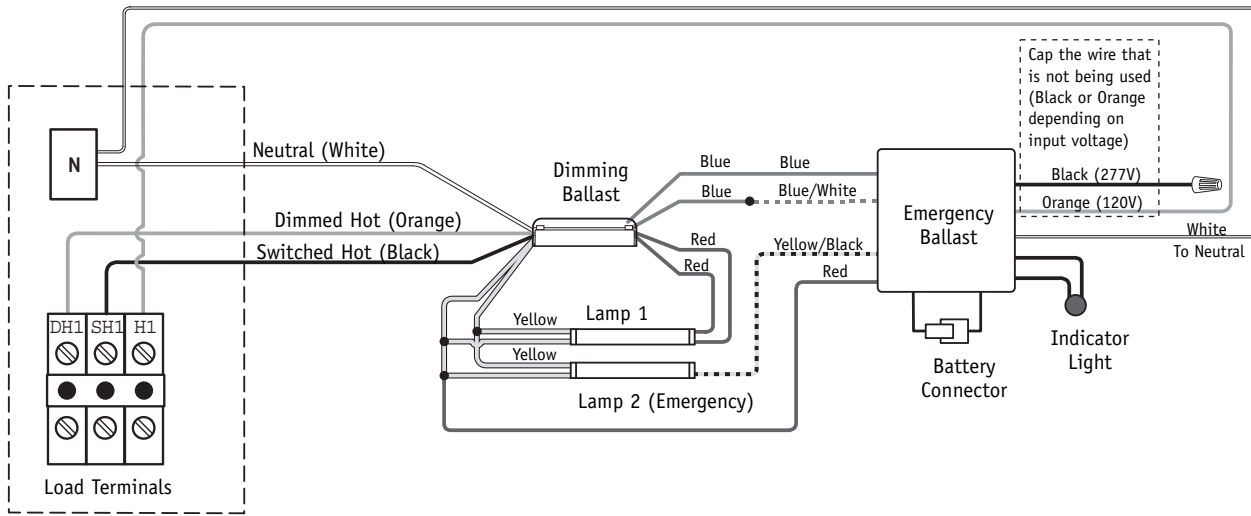 Cap the wire that
is not being used
(Black or Orange
depending on
input voltage)
N
Neutral (White)
Dimming
Ballast
Blue
Blue
Blue
Blue/White
Black (277V)
Emergency
Ballast
Orange (120V)
Dimmed Hot (Orange)
Switched Hot (Black)
Red
Yellow/Black
White
To Neutral
Red
Red
DH1
SH1
H1
Yellow
Lamp 1
Yellow
Indicator
Light
Battery
Connector
Lamp 2 (Emergency)
Load Terminals